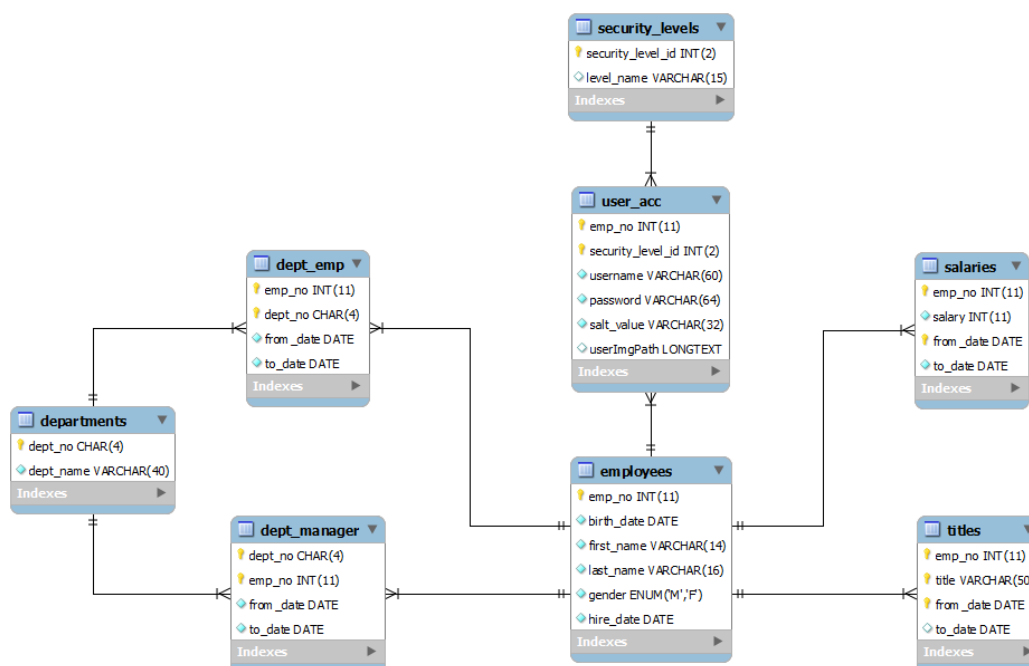 security_levels
security_level_id INT(2)
level_name VARCHAR(15)
Indexes
user_acc
emp_no INT(11)
security_level_id INT(2)
username VARCHAR(60)
password VARCHAR(64)
salt_value VARCHAR(32)
userImgPath LONGTEXT
Indexes
dept_emp
emp_no INT(11)
dept_no CHAR(4)
from_date DATE
to_date DATE
Indexes
salaries
emp_no INT(11)
salary INT(11)
from_date DATE
to_date DATE
Indexes
departments
dept_no CHAR(4)
dept_name VARCHAR(40)
Indexes
employees
emp_no INT(11)
birth_date DATE
first_name VARCHAR(14)
last_name VARCHAR(16)
gender ENUM('M','F')
hire_date DATE
Indexes
dept_manager
dept_no CHAR(4)
emp_no INT(11)
from_date DATE
to_date DATE
Indexes
titles
emp_no INT(11)
title VARCHAR(50
from_date DATE
to_date DATE
Indexes